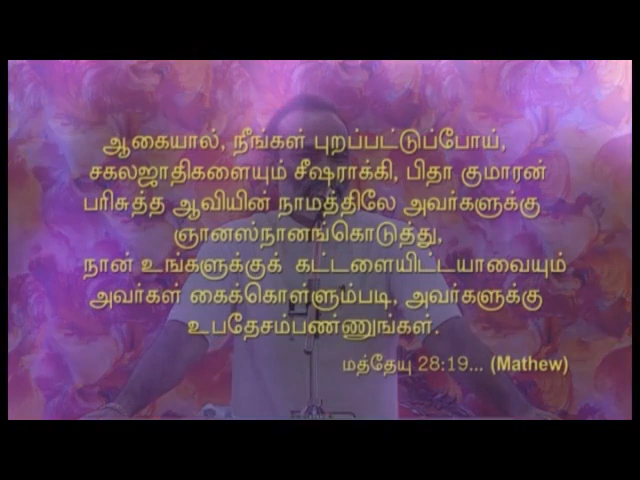 ஆகையால், நீங்கள் புறப்பட்டுப்போய்,
சகலஜாதிகளையும் சீஷராக்கி, பிதா குமாரன்
பரிசுத்த ஆவியின் நாமத்திலே அவர்களுக்கு
ஞானஸ்நானங்கொடுத்து,
நான் உங்களுக்குக் கட்டளையிட்டயாவையும்
அவர்கள் கைக்கொள்ளும்படி, அவர்களுக்கு
உபதேசம்பண்ணுங்கள்.
மத்தேயு 28:19... (Mathew)